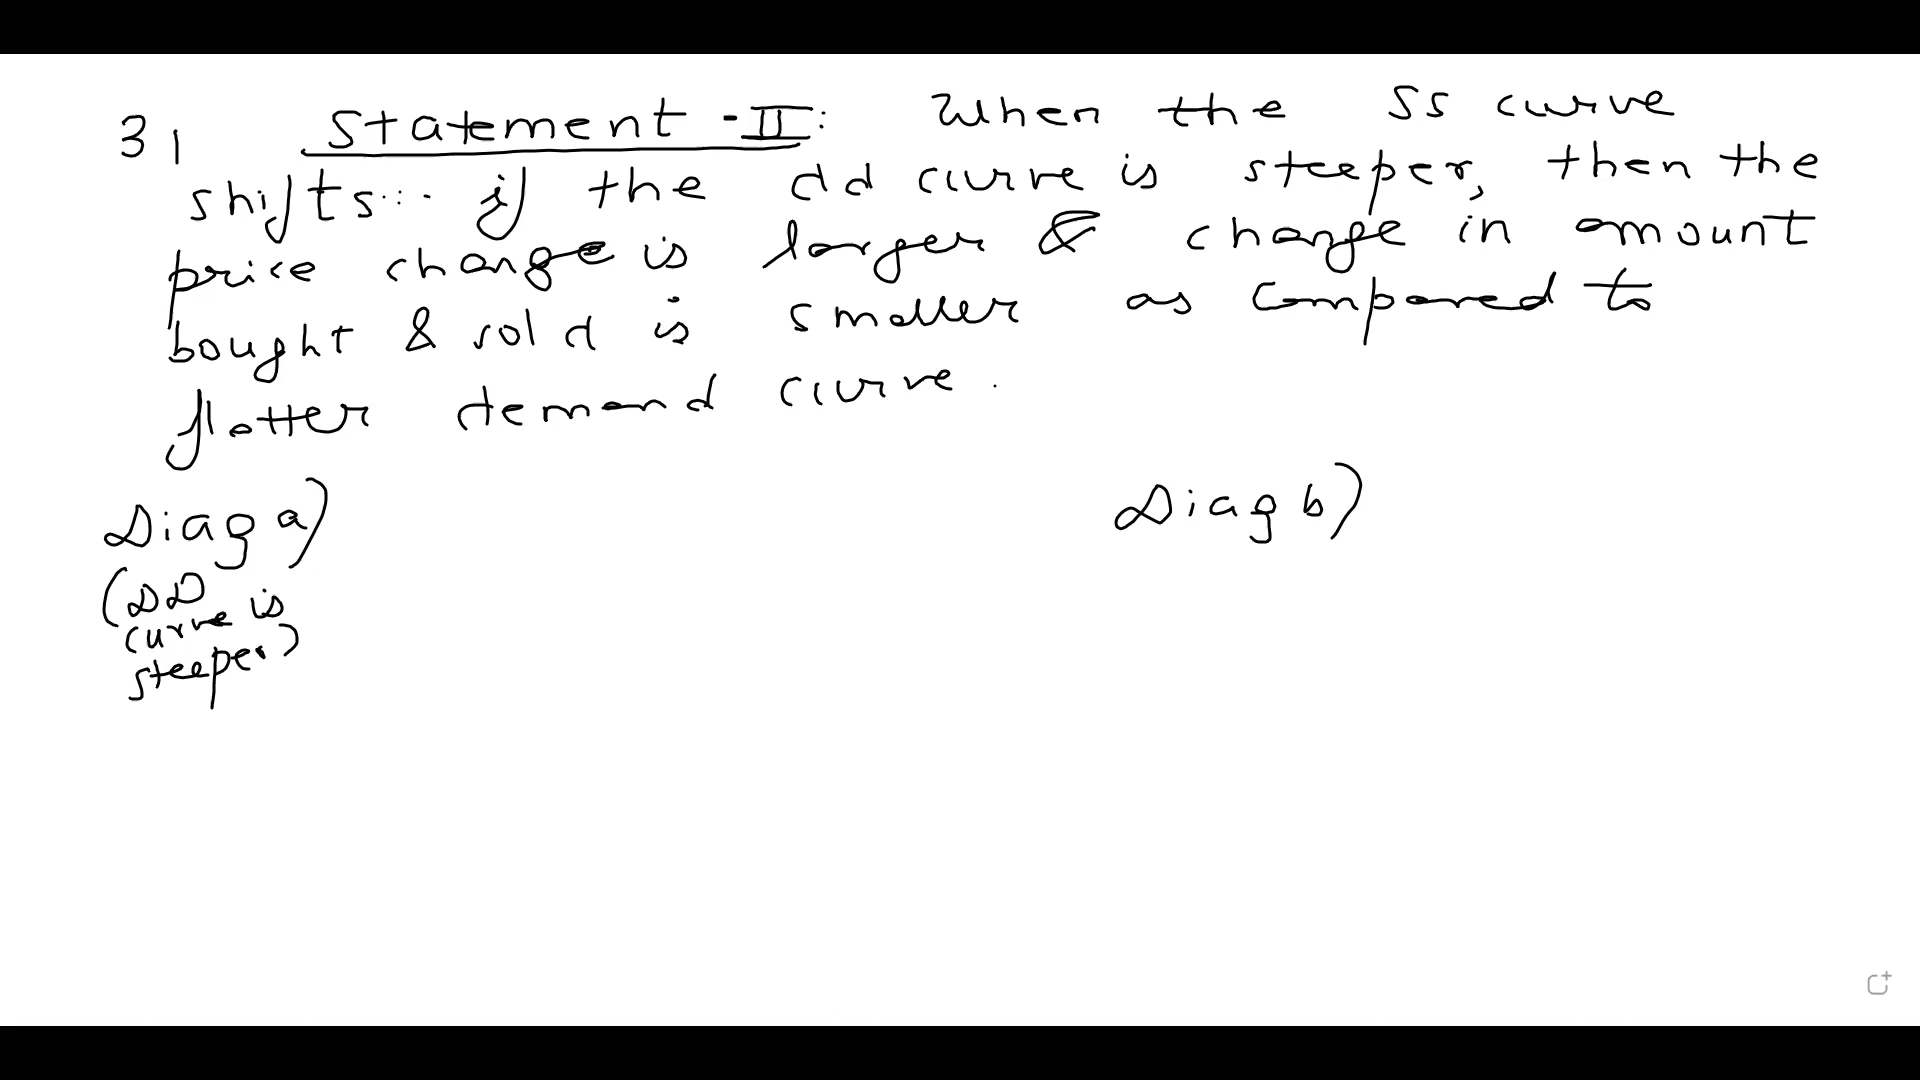 31 Statement-II: When the SS curve
shifts... if the dd curve is steeper, then the
price change is larger & change in amount
bought & sold is smaller as compared to
flatter demand curve.
Diag a)
Diag b)
(DD
curve is
steeper)